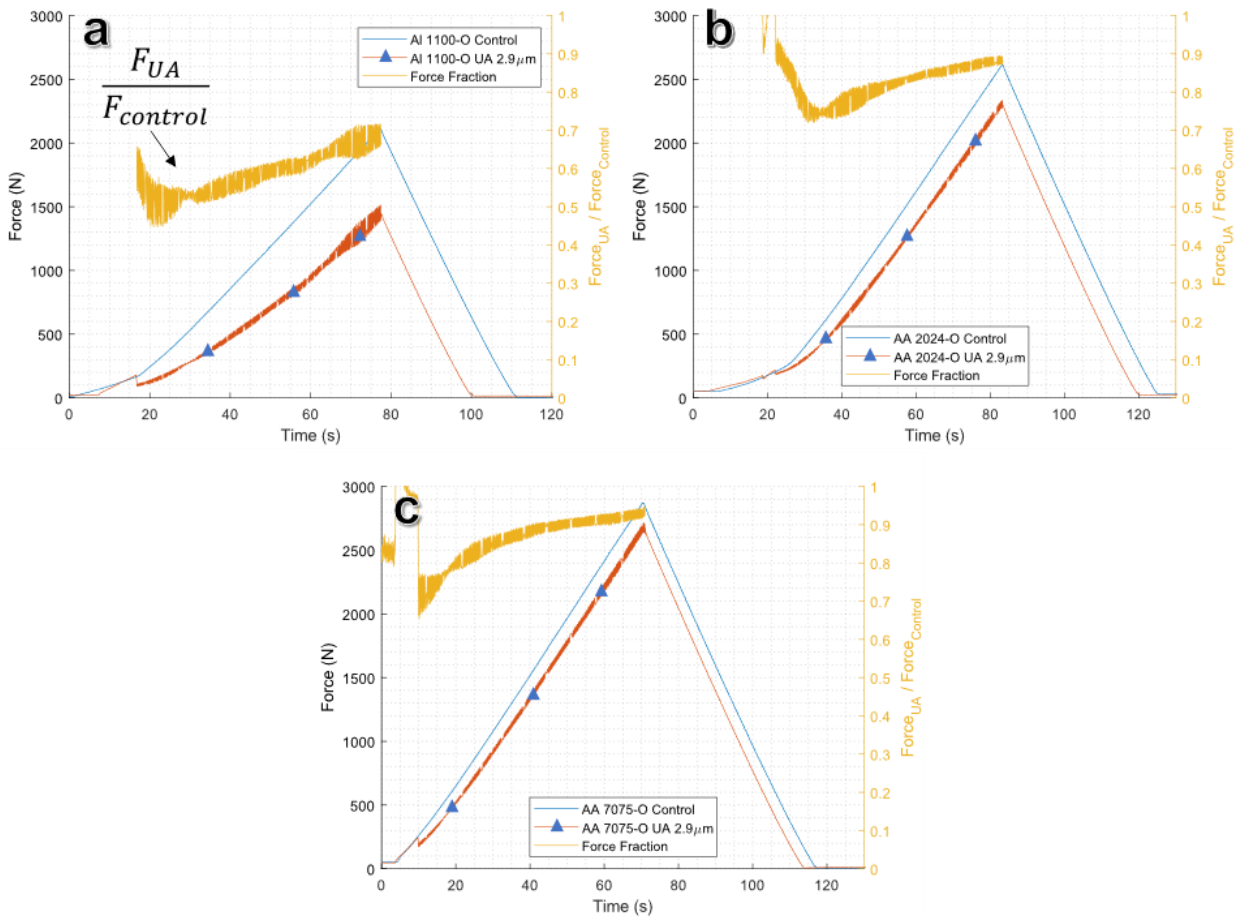 a
F_UA
F_control
Al 1100-O Control
Al 1100-O UA 2.9μm
Force Fraction
3000
2500
2000
1500
1000
500
0
Force (N)
0 20 40 60 80 100 120
Time (s)
1
0.9
0.8
0.7
0.6
0.5
0.4
0.3
0.2
0.1
0
Force_UA / Force_Control
b
AA 2024-O Control
AA 2024-O UA 2.9μm
Force Fraction
3000
2500
2000
1500
1000
500
0
Force (N)
0 20 40 60 80 100 120
Time (s)
1
0.9
0.8
0.7
0.6
0.5
0.4
0.3
0.2
0.1
0
Force_UA / Force_Control
c
AA 7075-O Control
AA 7075-O UA 2.9μm
Force Fraction
3000
2500
2000
1500
1000
500
0
Force (N)
0 20 40 60 80 100 120
Time (s)
1
0.9
0.8
0.7
0.6
0.5
0.4
0.3
0.2
0.1
0
Force_UA / Force_Control